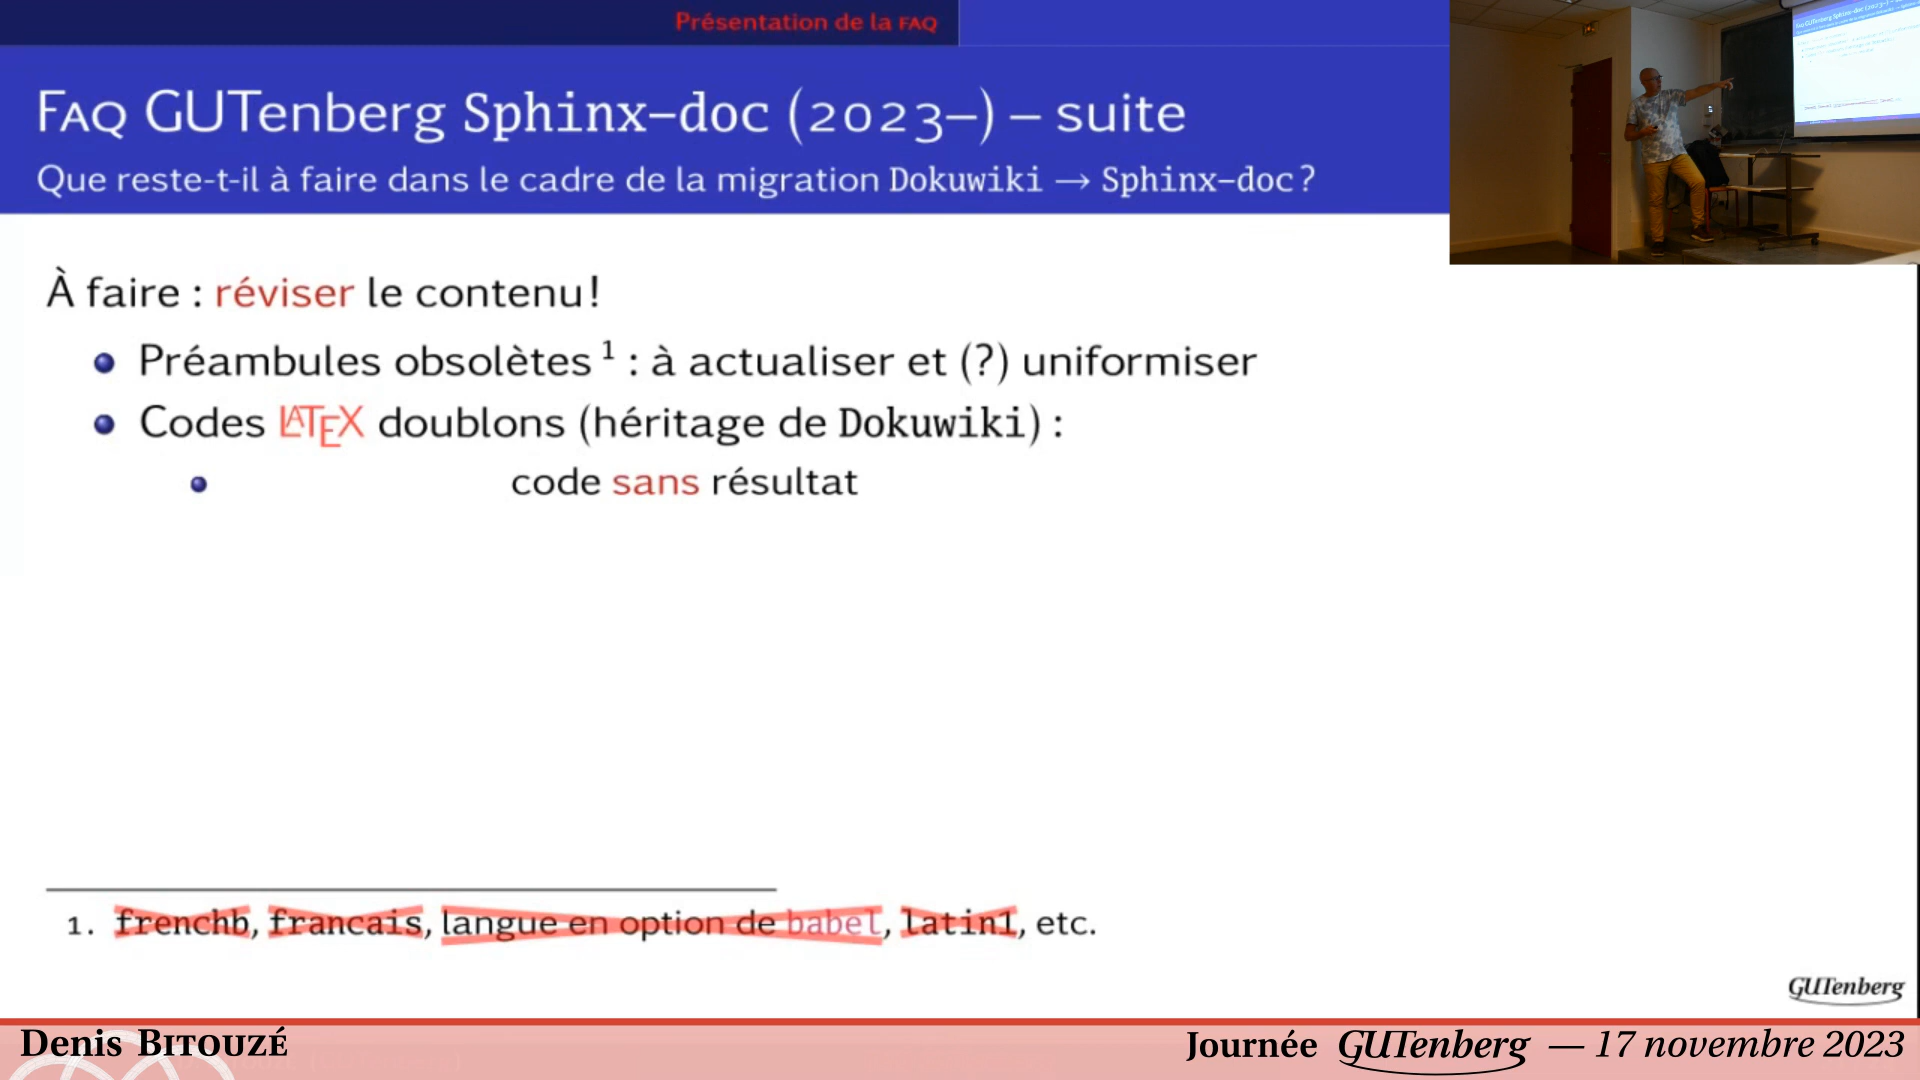 Présentation de la FAQ
FAQ GUTenberg Sphinx-doc (2023–) – suite
Que reste-t-il à faire dans le cadre de la migration Dokuwiki → Sphinx-doc ?
À faire : réviser le contenu !
Préambules obsolètes ¹ : à actualiser et (?) uniformiser
Codes LATEX doublons (héritage de Dokuwiki) :
code sans résultat
1. frenchb, francais, langue en option de babel, latin1, etc.
GUTenberg
Denis BITOUZÉ
Journée GUTenberg — 17 novembre 2023